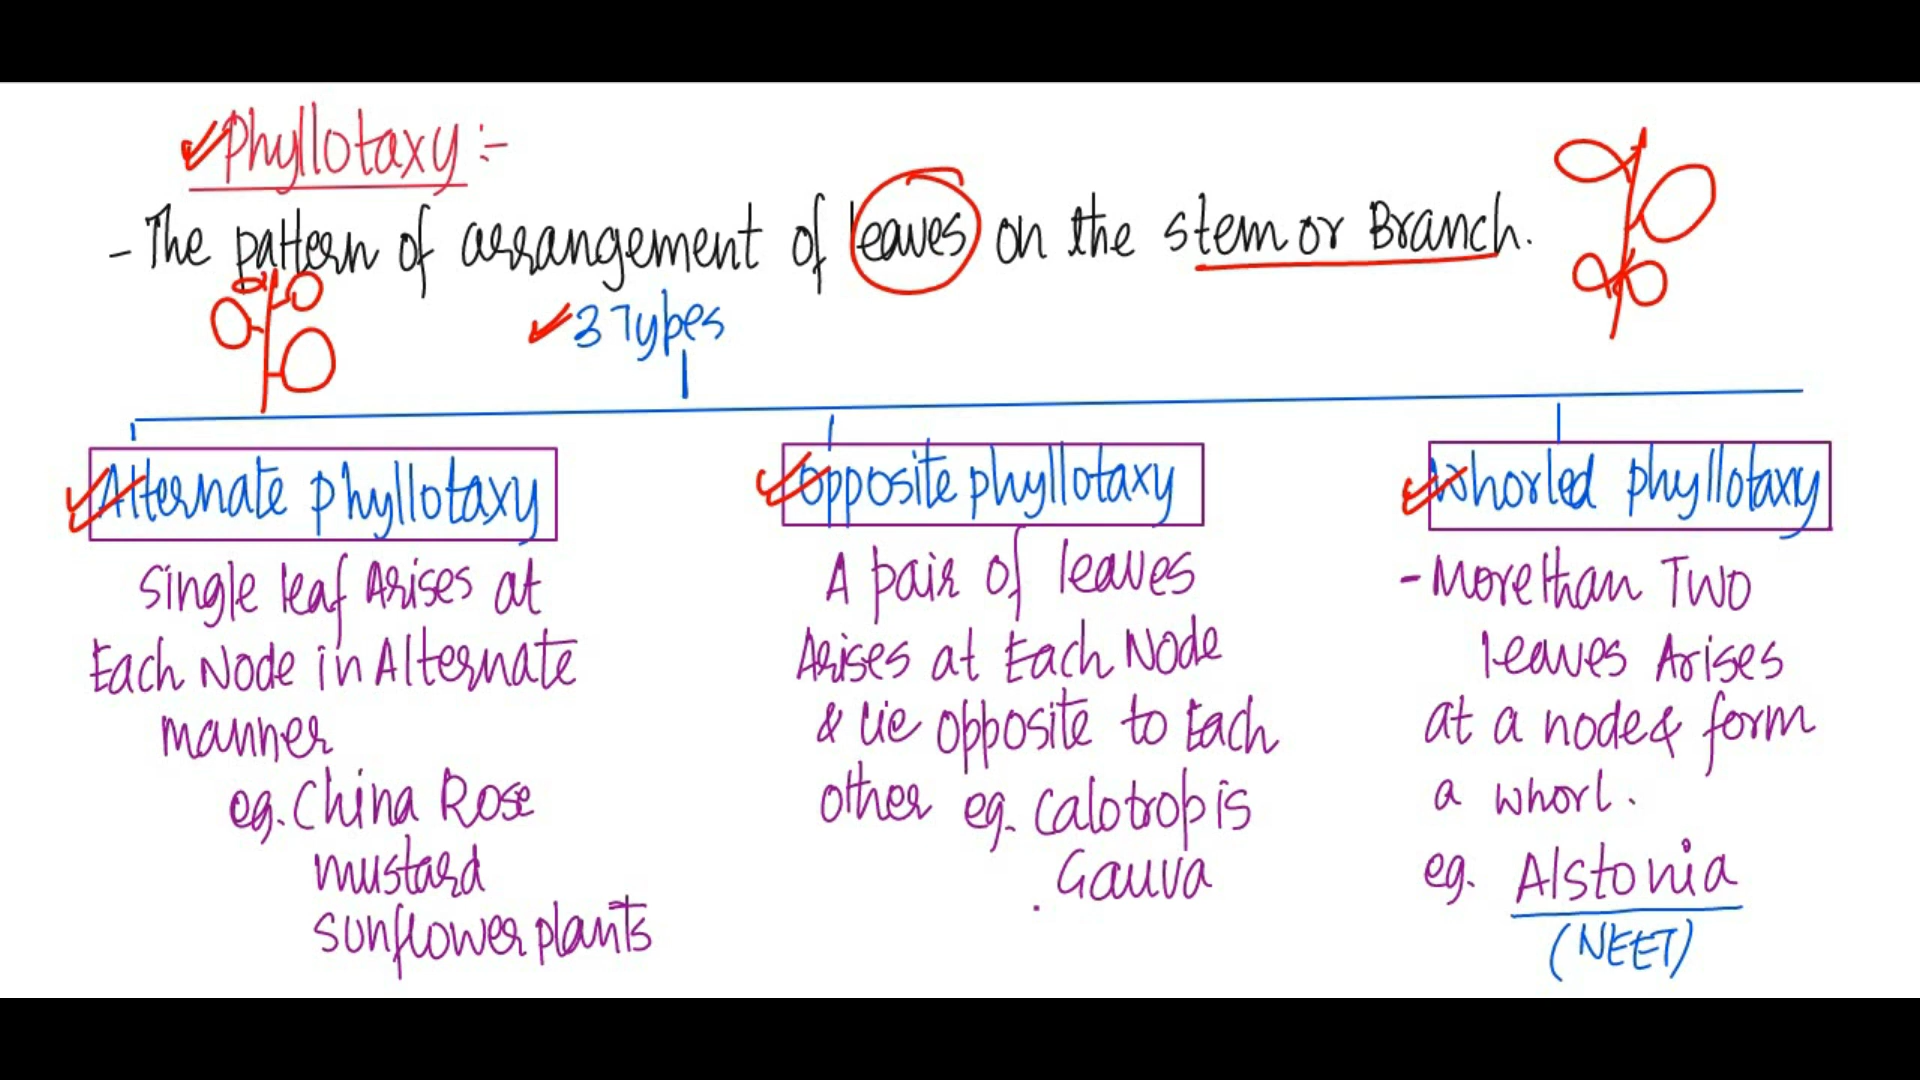 Phyllotaxy :-
- The pattern of arrangement of leaves on the stem or Branch.
3 Types
Alternate phyllotaxy
single leaf Arises at
Each Node in Alternate
manner
eg. China Rose
mustard
sunflower plants
Opposite phyllotaxy
A pair of leaves
Arises at Each Node
& lie opposite to Each
other eg. Calotropis
Gauva
Whorled phyllotaxy
- More than Two
leaves Arises
at a node & form
a whorl.
eg. Alstonia
(NEET)